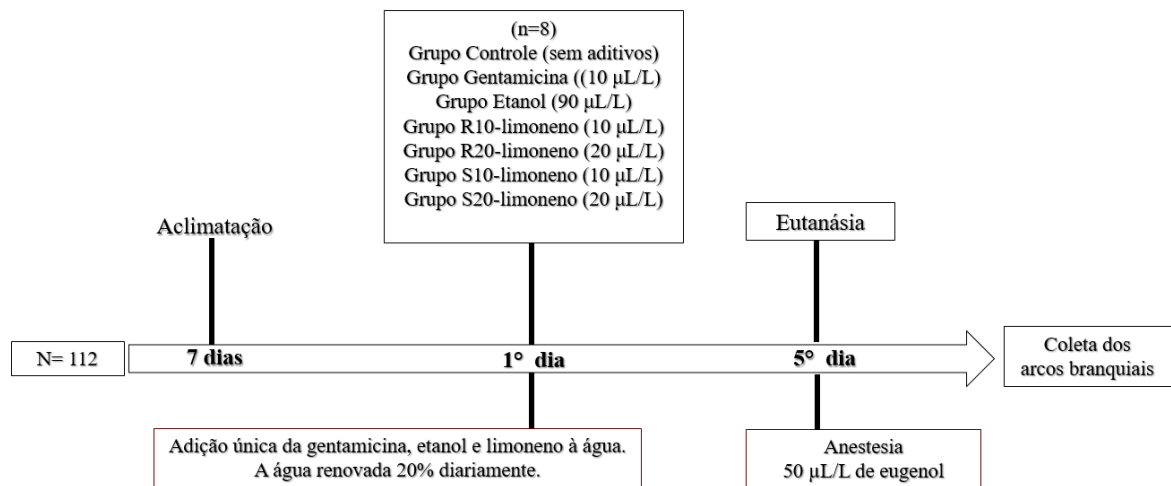 (n=8)
Grupo Controle (sem aditivos)
Grupo Gentamicina ((10 μL/L)
Grupo Etanol (90 μL/L)
Grupo R10-limoneno (10 μL/L)
Grupo R20-limoneno (20 μL/L)
Grupo S10-limoneno (10 μL/L)
Grupo S20-limoneno (20 μL/L)
Aclimatação
Eutanásia
N= 112
7 dias
1° dia
5° dia
Coleta dos
arcos branquiais
Adição única da gentamicina, etanol e limoneno à água.
A água renovada 20% diariamente.
Anestesia
50 μL/L de eugenol